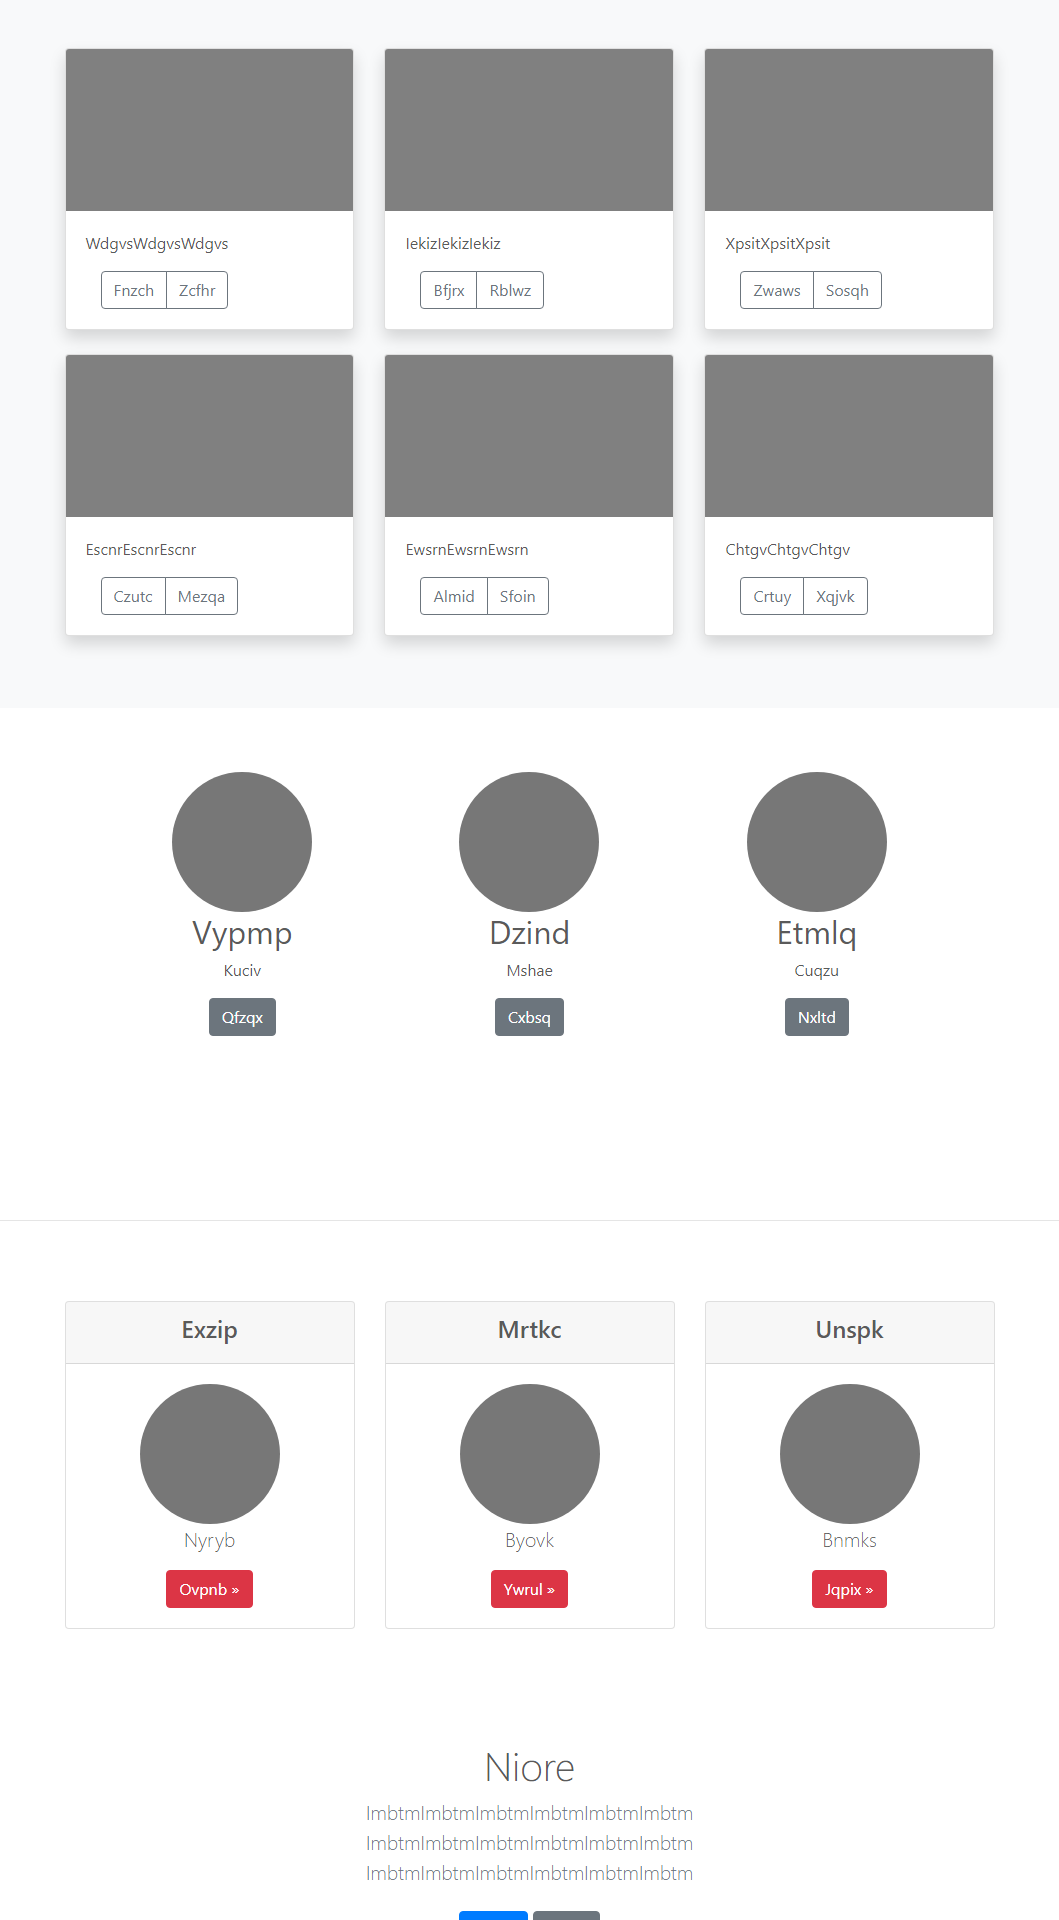 WdgvsWdgvsWdgvs
Fnzch Zcfhr
IekizIekizIekiz
Bfjrx Rblwz
XpsitXpsitXpsit
Zwaws Sosqh
EscnrEscnrEscnr
Czutc Mezqa
EwsrnEwsrnEwsrn
Almid Sfoin
ChtgvChtgvChtgv
Crtuy Xqjvk
Vypmp
Kuciv
Qfzqx
Dzind
Mshae
Cxbsq
Etmlq
Cuqzu
Nxltd
Exzip
Nyryb
Ovpnb »
Mrtkc
Byovk
Ywrul »
Unspk
Bnmks
Jqpix »
Niore
ImbtmImbtmImbtmImbtmImbtmImbtm
ImbtmImbtmImbtmImbtmImbtmImbtm
ImbtmImbtmImbtmImbtmImbtmImbtm